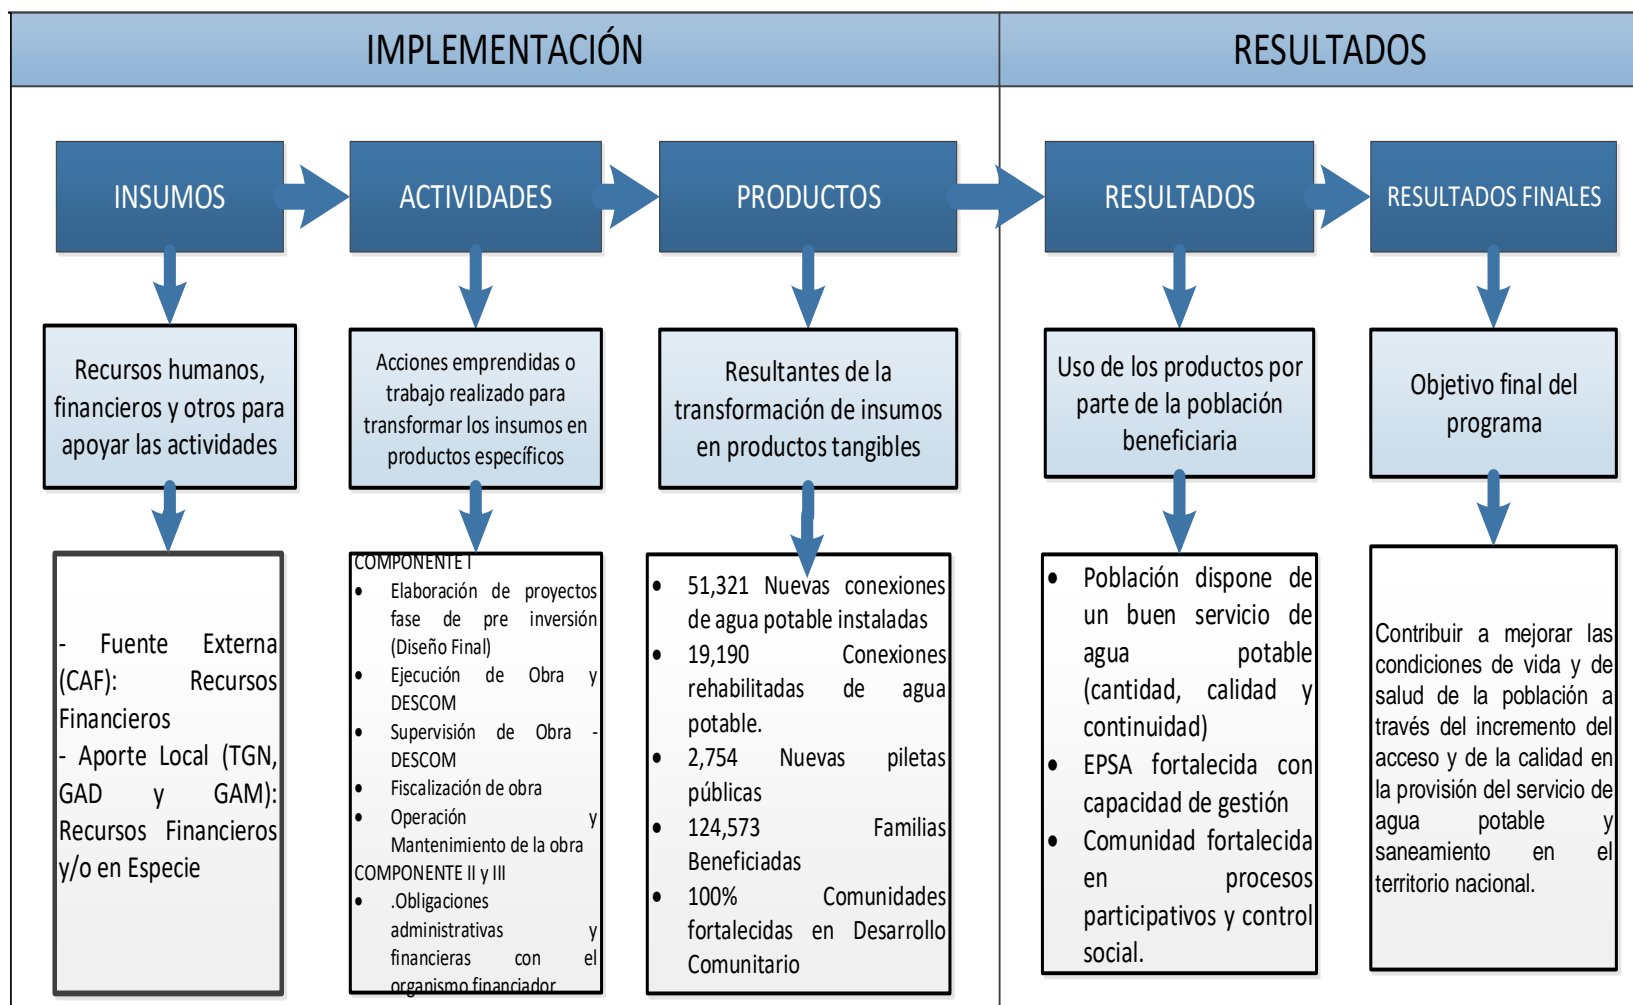 IMPLEMENTACIÓN
RESULTADOS
INSUMOS
ACTIVIDADES
PRODUCTOS
RESULTADOS
RESULTADOS FINALES
Recursos humanos,
financieros y otros para
apoyar las actividades
Acciones emprendidas o
trabajo realizado para
transformar los insumos en
productos específicos
Resultantes de la
transformación de insumos
en productos tangibles
Uso de los productos por
parte de la población
beneficiaria
Objetivo final del
programa
- Fuente Externa
(CAF): Recursos
Financieros
- Aporte Local (TGN,
GAD y GAM):
Recursos Financieros
y/o en Especie
COMPONENTE I
• Elaboración de proyectos
fase de pre inversión
(Diseño Final)
• Ejecución de Obra y
DESCOM
• Supervisión de Obra -
DESCOM
• Fiscalización de obra
• Operación y
Mantenimiento de la obra
COMPONENTE II y III
• .Obligaciones
administrativas y
financieras con el
organismo financiador
• 51,321 Nuevas conexiones
de agua potable instaladas
• 19,190 Conexiones
rehabilitadas de agua
potable.
• 2,754 Nuevas piletas
públicas
• 124,573 Familias
Beneficiadas
• 100% Comunidades
fortalecidas en Desarrollo
Comunitario
• Población dispone de
un buen servicio de
agua potable
(cantidad, calidad y
continuidad)
• EPSA fortalecida con
capacidad de gestión
• Comunidad fortalecida
en procesos
participativos y control
social.
Contribuir a mejorar las
condiciones de vida y de
salud de la población a
través del incremento del
acceso y de la calidad en
la provisión del servicio de
agua potable y
saneamiento en el
territorio nacional.